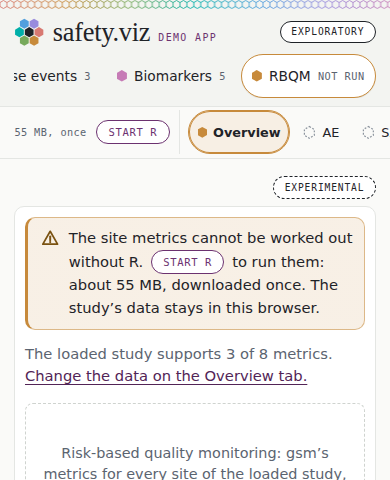 safety.viz DEMO APP EXPLORATORY
se events 3 Biomarkers 5 RBQM NOT RUN
55 MB, once START R Overview AE S
EXPERIMENTAL
The site metrics cannot be worked out
without R. START R to run them:
about 55 MB, downloaded once. The
study’s data stays in this browser.
The loaded study supports 3 of 8 metrics.
Change the data on the Overview tab.
Risk-based quality monitoring: gsm’s
metrics for every site of the loaded study,